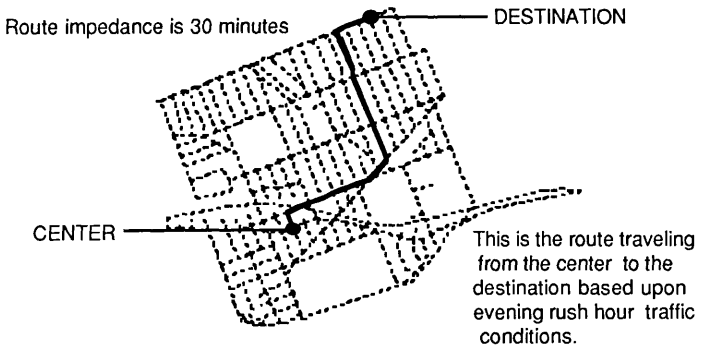 DESTINATION
Route impedance is 30 minutes
CENTER
This is the route traveling
from the center to the
destination based upon
evening rush hour traffic
conditions.